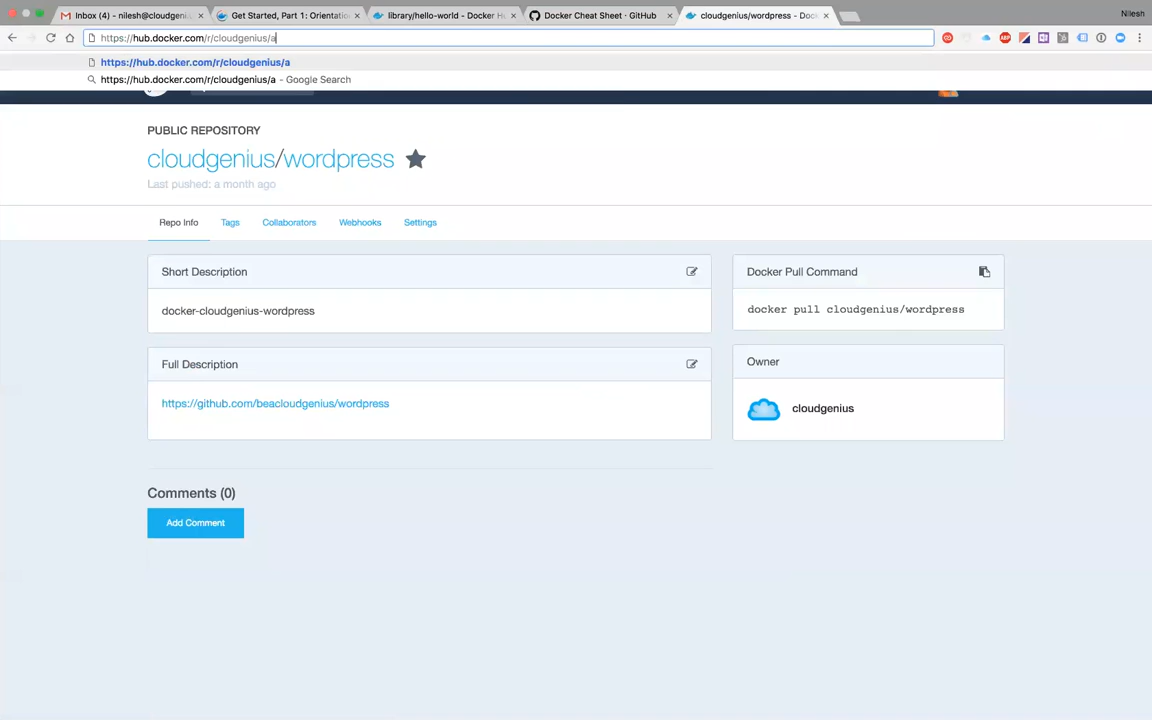 Inbox (4) - nilesh@cloudgeniu
Get Started, Part 1: Orientatio
library/hello-world - Docker H
Docker Cheat Sheet · GitHub
cloudgenius/wordpress - Dock
Nilesh
https://hub.docker.com/r/cloudgenius/a
https://hub.docker.com/r/cloudgenius/a
https://hub.docker.com/r/cloudgenius/a - Google Search
PUBLIC REPOSITORY
cloudgenius/wordpress
Last pushed: a month ago
Repo Info
Tags
Collaborators
Webhooks
Settings
Short Description
docker-cloudgenius-wordpress
Full Description
https://github.com/beacloudgenius/wordpress
Docker Pull Command
docker pull cloudgenius/wordpress
Owner
cloudgenius
Comments (0)
Add Comment